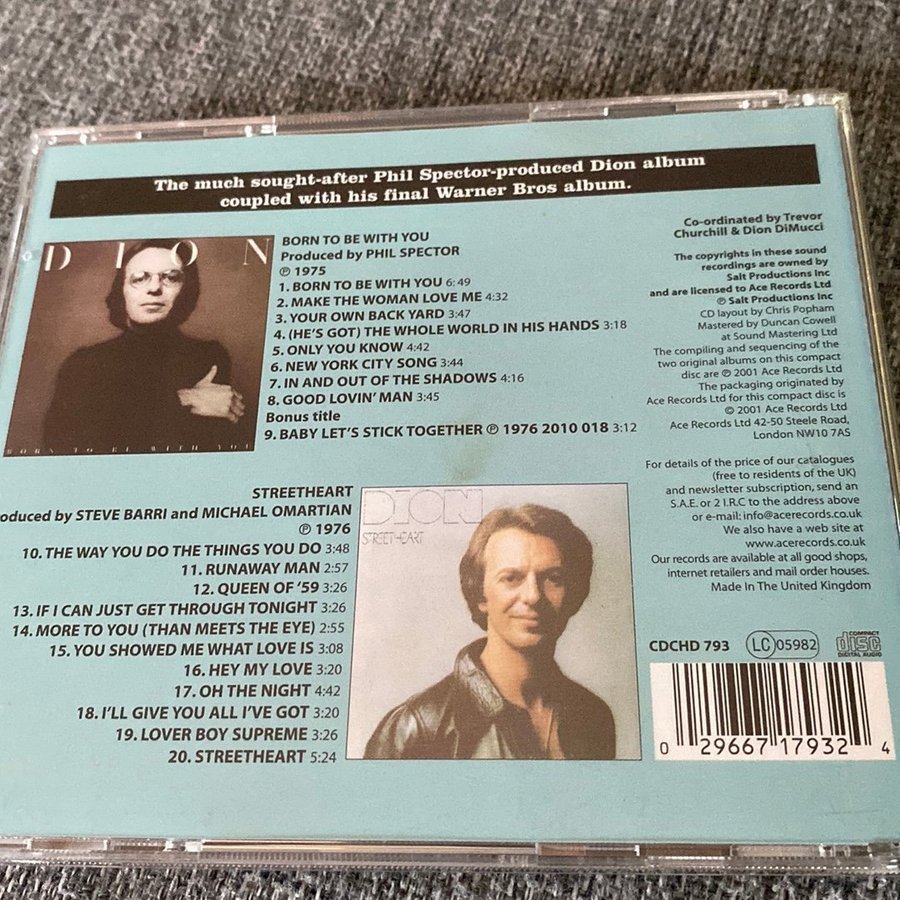 The much sought-after Phil Spector-produced Dion album
coupled with his final Warner Bros album.
DION
BORN TO BE WITH YOU
BORN TO BE WITH YOU
Produced by PHIL SPECTOR
℗ 1975
1. BORN TO BE WITH YOU 6:49
2. MAKE THE WOMAN LOVE ME 4:32
3. YOUR OWN BACK YARD 3:47
4. (HE'S GOT) THE WHOLE WORLD IN HIS HANDS 3:18
5. ONLY YOU KNOW 4:42
6. NEW YORK CITY SONG 3:44
7. IN AND OUT OF THE SHADOWS 4:16
8. GOOD LOVIN' MAN 3:45
Bonus title
9. BABY LET'S STICK TOGETHER ℗ 1976 2010 018 3:12
STREETHEART
oduced by STEVE BARRI and MICHAEL OMARTIAN
℗ 1976
10. THE WAY YOU DO THE THINGS YOU DO 3:48
11. RUNAWAY MAN 2:57
12. QUEEN OF '59 3:26
13. IF I CAN JUST GET THROUGH TONIGHT 3:26
14. MORE TO YOU (THAN MEETS THE EYE) 2:55
15. YOU SHOWED ME WHAT LOVE IS 3:08
16. HEY MY LOVE 3:20
17. OH THE NIGHT 4:42
18. I'LL GIVE YOU ALL I'VE GOT 3:20
19. LOVER BOY SUPREME 3:26
20. STREETHEART 5:24
DION
STREETHEART
Co-ordinated by Trevor
Churchill & Dion DiMucci
The copyrights in these sound
recordings are owned by
Salt Productions Inc
and are licensed to Ace Records Ltd
℗ Salt Productions Inc
CD layout by Chris Popham
Mastered by Duncan Cowell
at Sound Mastering Ltd
The compiling and sequencing of the
two original albums on this compact
disc are ℗ 2001 Ace Records Ltd
The packaging originated by
Ace Records Ltd for this compact disc is
© 2001 Ace Records Ltd
Ace Records Ltd 42-50 Steele Road,
London NW10 7AS
For details of the price of our catalogues
(free to residents of the UK)
and newsletter subscription, send an
S.A.E. or 2 I.R.C to the address above
or e-mail: info@acerecords.co.uk
We also have a web site at
www.acerecords.co.uk
Our records are available at all good shops,
internet retailers and mail order houses.
Made In The United Kingdom
CDCHD 793
LC 05982
COMPACT
disc
DIGITAL AUDIO
0 29667 17932 4